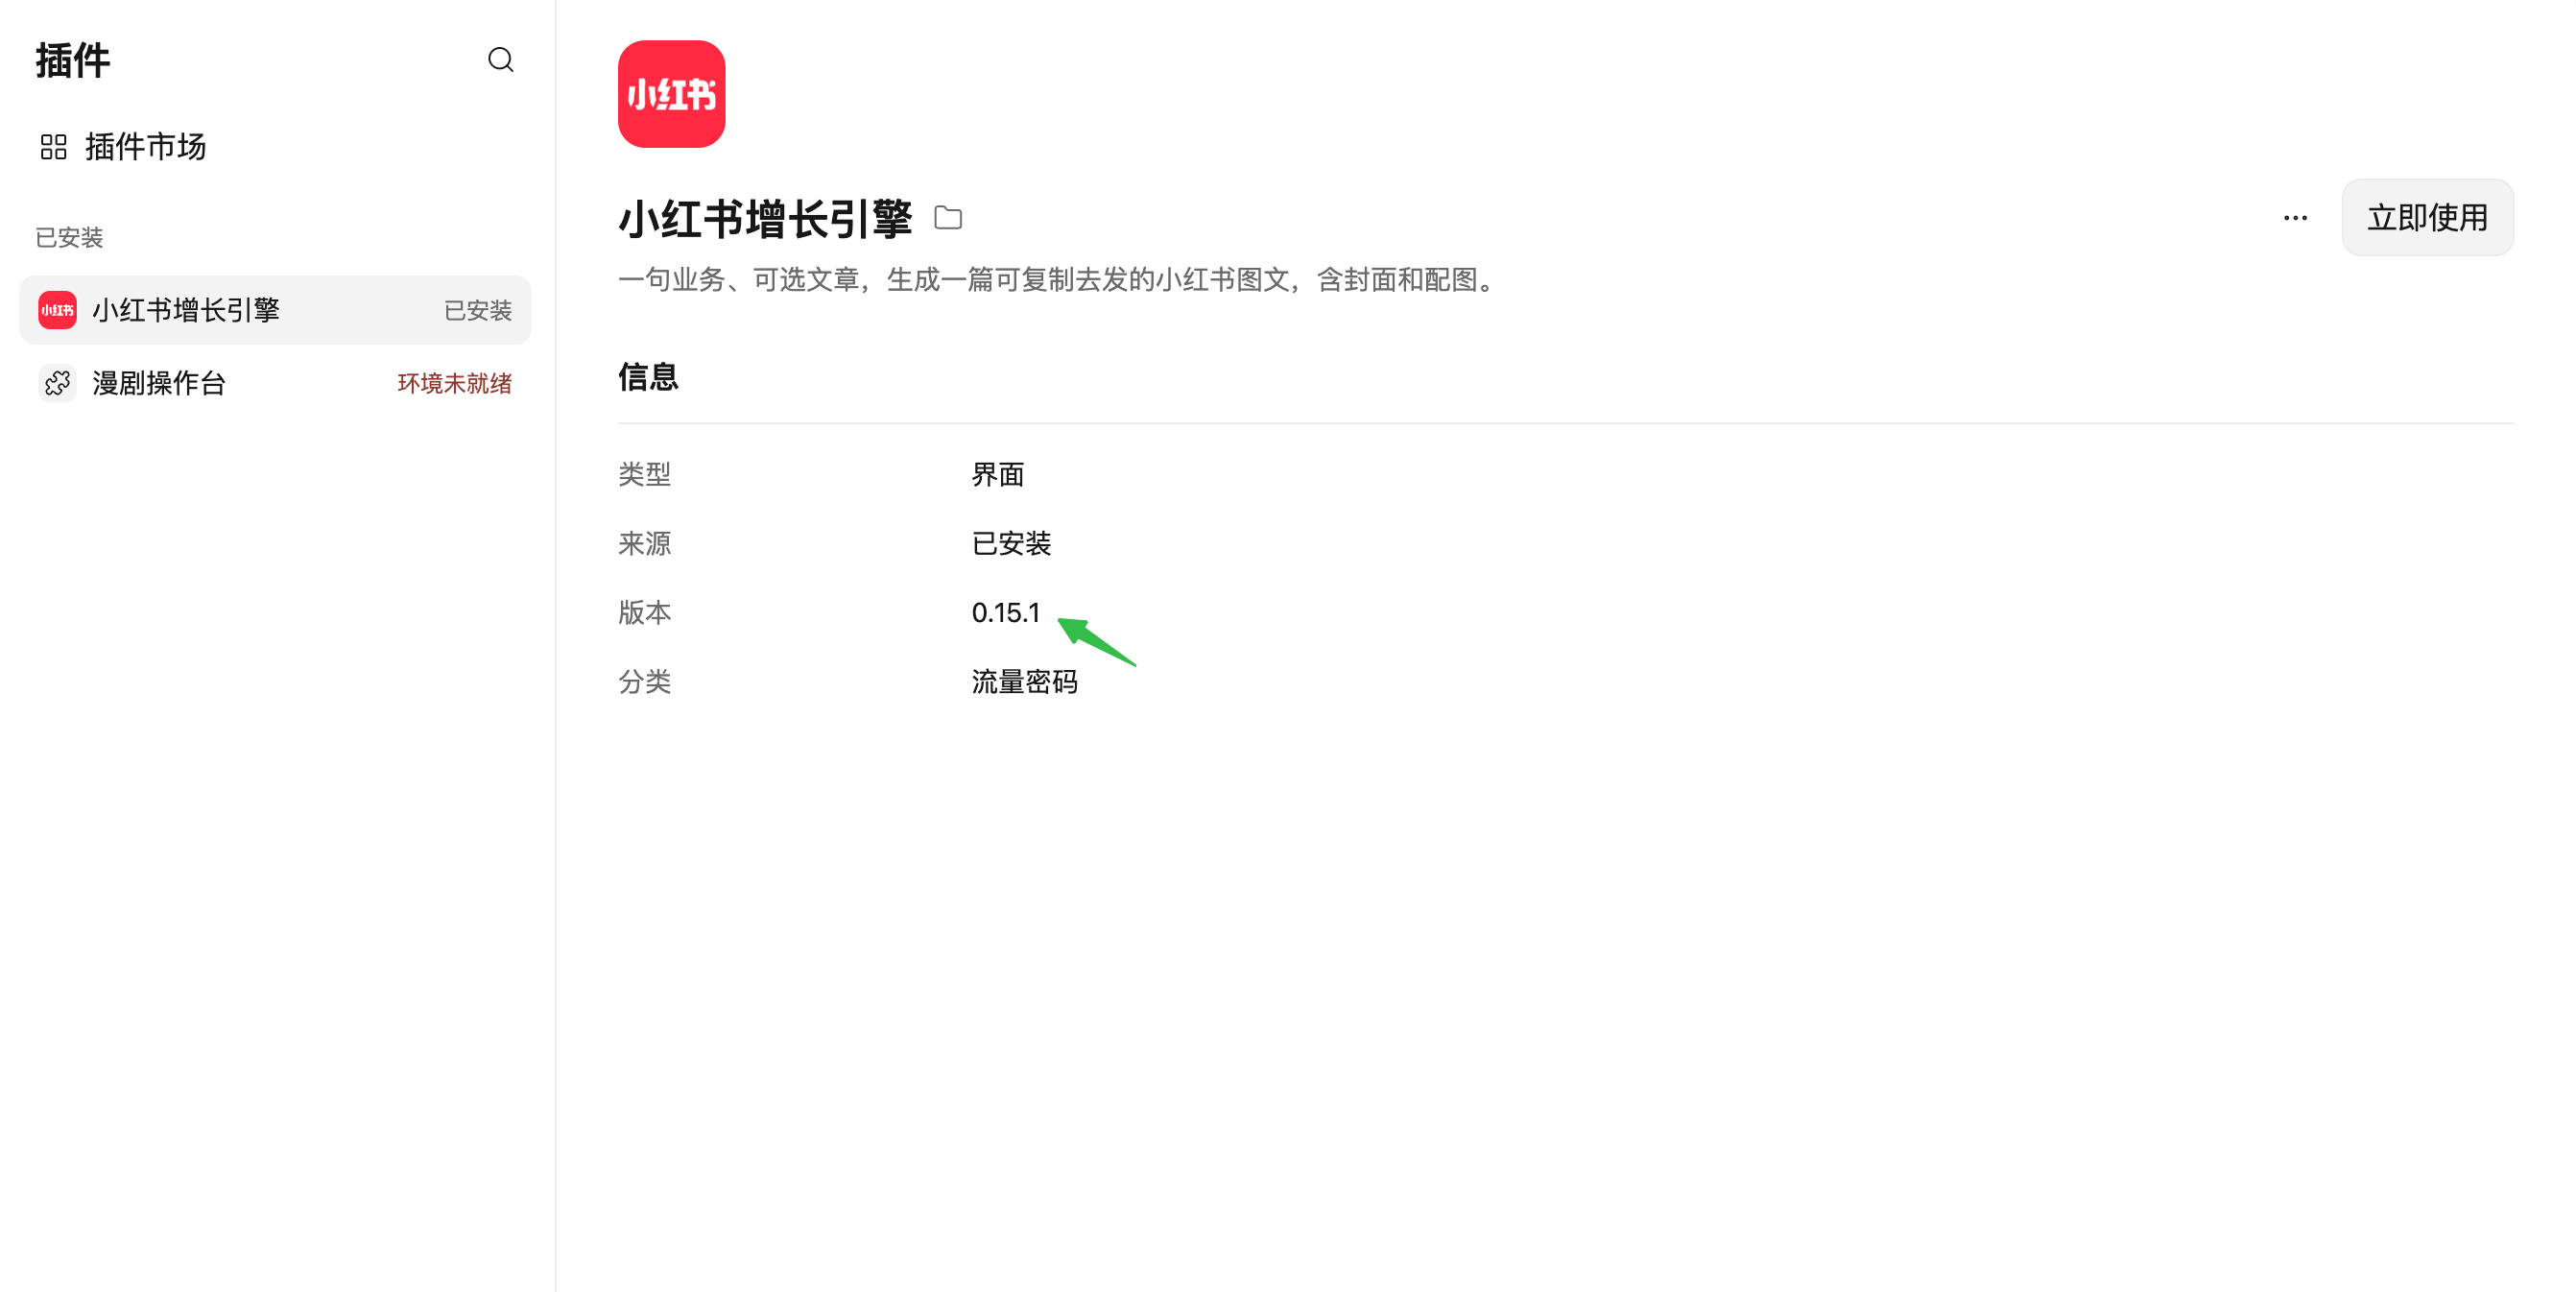 插件
插件市场
已安装
小红书
小红书增长引擎
已安装
漫剧操作台
环境未就绪
小红书
小红书增长引擎
立即使用
一句业务、可选文章，生成一篇可复制去发的小红书图文，含封面和配图。
信息
类型
界面
来源
已安装
版本
0.15.1
分类
流量密码